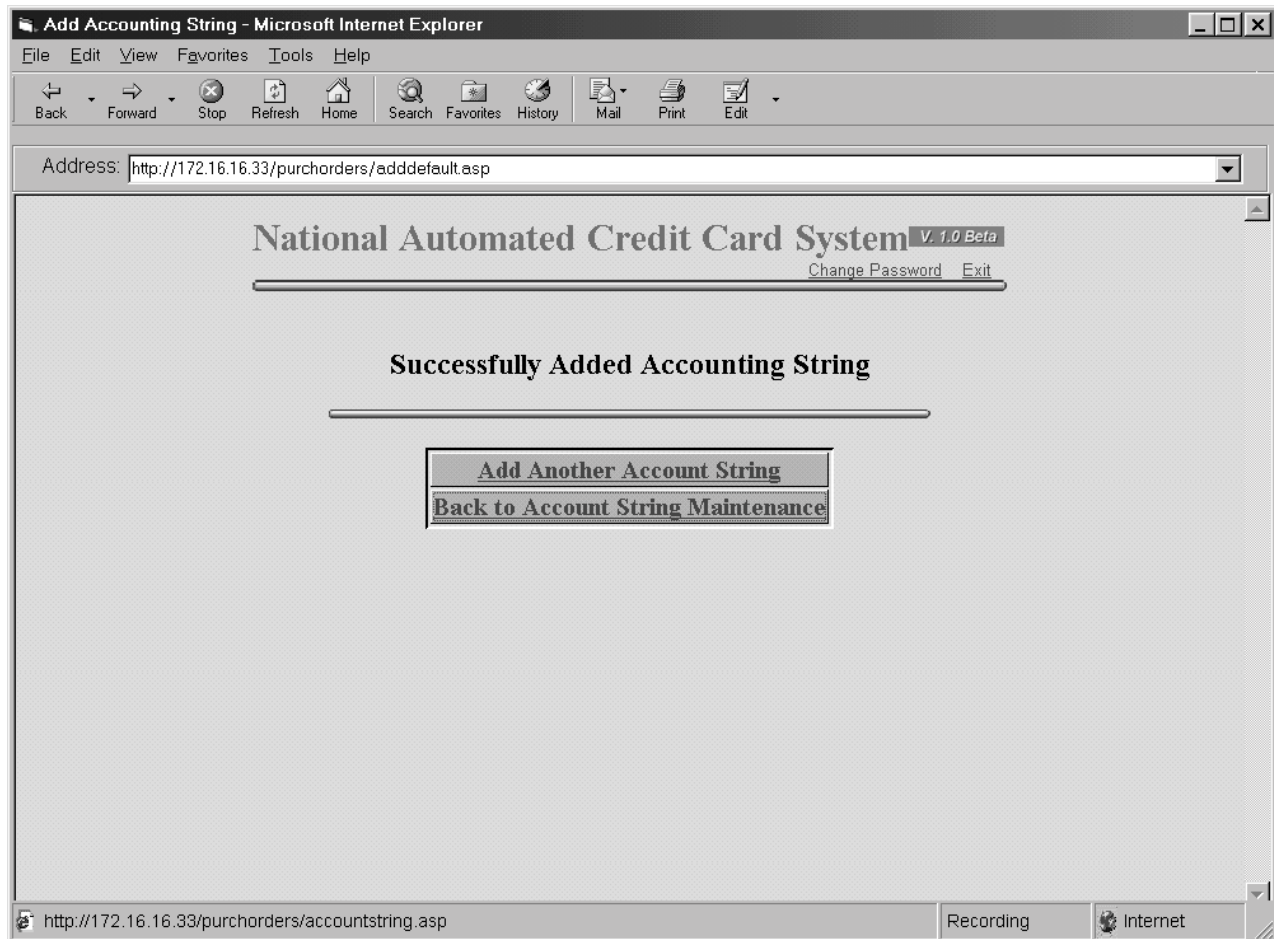 Add Accounting String - Microsoft Internet Explorer
File Edit View Favorites Tools Help
Back Forward Stop Refresh Home Search Favorites History Mail Print Edit
Address: http://172.16.16.33/purchorders/adddefault.asp
National Automated Credit Card System V. 1.0 Beta
Change Password Exit
Successfully Added Accounting String
Add Another Account String
Back to Account String Maintenance
http://172.16.16.33/purchorders/accountstring.asp Recording Internet